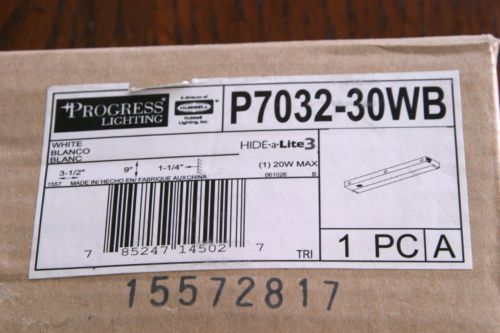 PROGRESS
LIGHTING
A division of
HUBBELL
Hubbell
Lighting, Inc.
P7032-30WB
WHITE
BLANCO
BLANC
HIDE-a-Lite3
3-1/2" 9" 1-1/4"
(1) 20W MAX
1557 MADE IN/ HECHO EN/ FABRIQUE AUX:CHINA
061026 B
7 85247 14502 7
TRI
1 PC A
15572817